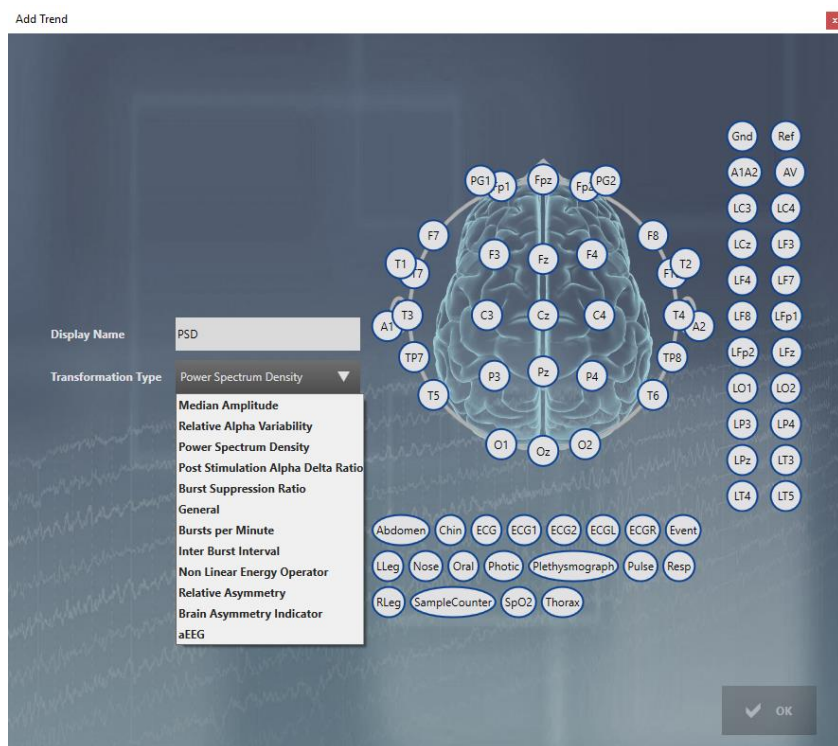 Add Trend
x
Gnd Ref
A1A2 AV
PG1 Fp1 Fpz Fp2 PG2
LC3 LC4
F7 F8
LCz LF3
F3 Fz F4
T1 T7 T2
LF4 LF7
A1 T3 C3 Cz C4 T4 A2
LF8 LFp1
Display Name PSD
LFp2 LFz
TP7 TP8
Transformation Type Power Spectrum Density
P3 Pz P4
LO1 LO2
T5 T6
Median Amplitude
Relative Alpha Variability
Power Spectrum Density
Post Stimulation Alpha Delta Ratio
Burst Suppression Ratio
General
Bursts per Minute
Inter Burst Interval
Non Linear Energy Operator
Relative Asymmetry
Brain Asymmetry Indicator
aEEG
LP3 LP4
O1 Oz O2
LPz LT3
LT4 LT5
Abdomen Chin ECG ECG1 ECG2 ECGL ECGR Event
LLeg Nose Oral Photic Plethysmograph Pulse Resp
RLeg SampleCounter SpO2 Thorax
OK